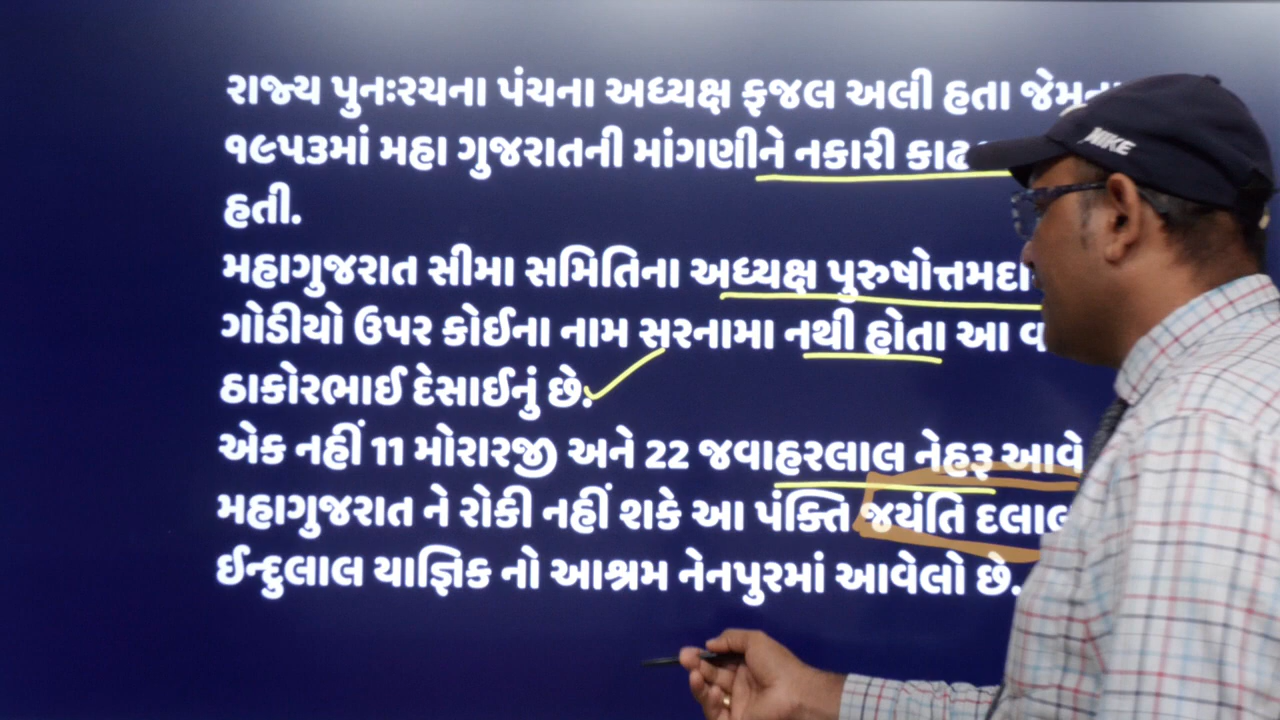 રાજ્ય પુનઃરચના પંચના અધ્યક્ષ ફજલ અલી હતા
૧૯૫૩માં મહા ગુજરાતની માંગણીને નકારી
હતી.
મહાગુજરાત સીમા સમિતિના અધ્યક્ષ
ગોડીયો ઉપર કોઈના નામ સરનામા નથી હોતા આ
ઠાકોરભાઈ દેસાઈનું છે.
એક નહીં 11 મોરારજી અને 22 જવાહરલાલ નેહરૂ આવે
મહાગુજરાત ને રોકી નહીં શકે આ પંક્તિ જયંતિ દલાલ
ઈન્દુલાલ યાજ્ઞિક નો આશ્રમ નેનપુરમાં આવેલો છે.
NIKE